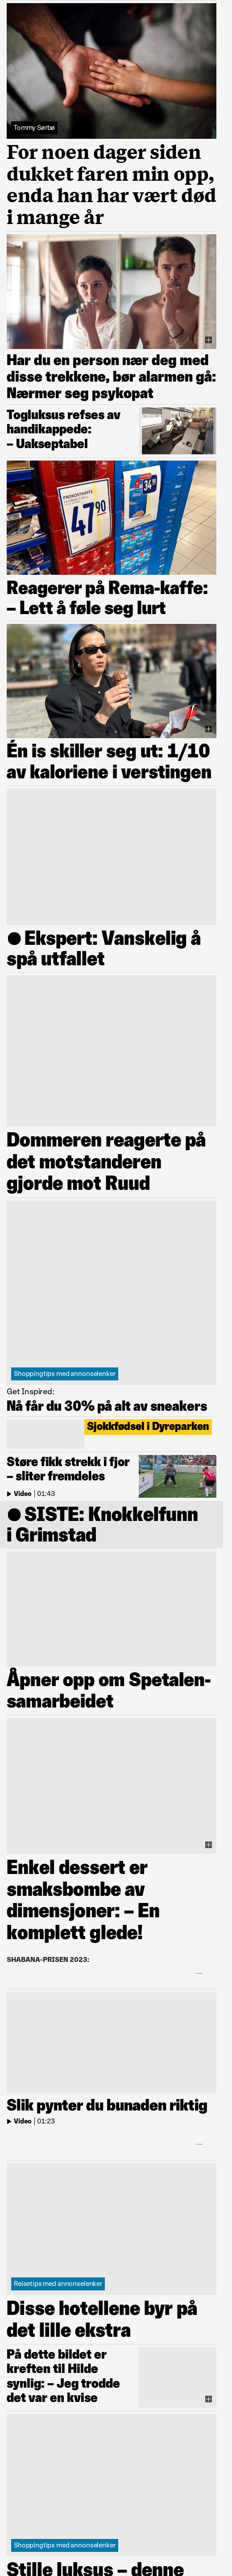 Tommy Sørbø
For noen dager siden
dukket faren min opp,
enda han har vært død
i mange år
Har du en person nær deg med
disse trekkene, bør alarmen gå:
Nærmer seg psykopat
Togluksus refses av
handikappede:
– Uakseptabel
47 90
34
Reagerer på Rema-kaffe:
– Lett å føle seg lurt
Én is skiller seg ut: 1/10
av kaloriene i verstingen
● Ekspert: Vanskelig å
spå utfallet
Dommeren reagerte på
det motstanderen
gjorde mot Ruud
Shoppingtips med annonselenker
Get Inspired:
Nå får du 30% på alt av sneakers
Sjokkfødsel i Dyreparken
Støre fikk strekk i fjor
– sliter fremdeles
Video | 01:43
● SISTE: Knokkelfunn
i Grimstad
Åpner opp om Spetalen-
samarbeidet
Enkel dessert er
smaksbombe av
dimensjoner: – En
komplett glede!
SHABANA-PRISEN 2023:
Slik pynter du bunaden riktig
Video | 01:23
Reisetips med annonselenker
Disse hotellene byr på
det lille ekstra
På dette bildet er
kreften til Hilde
synlig: – Jeg trodde
det var en kvise
Shoppingtips med annonselenker
Stille luksus – denne